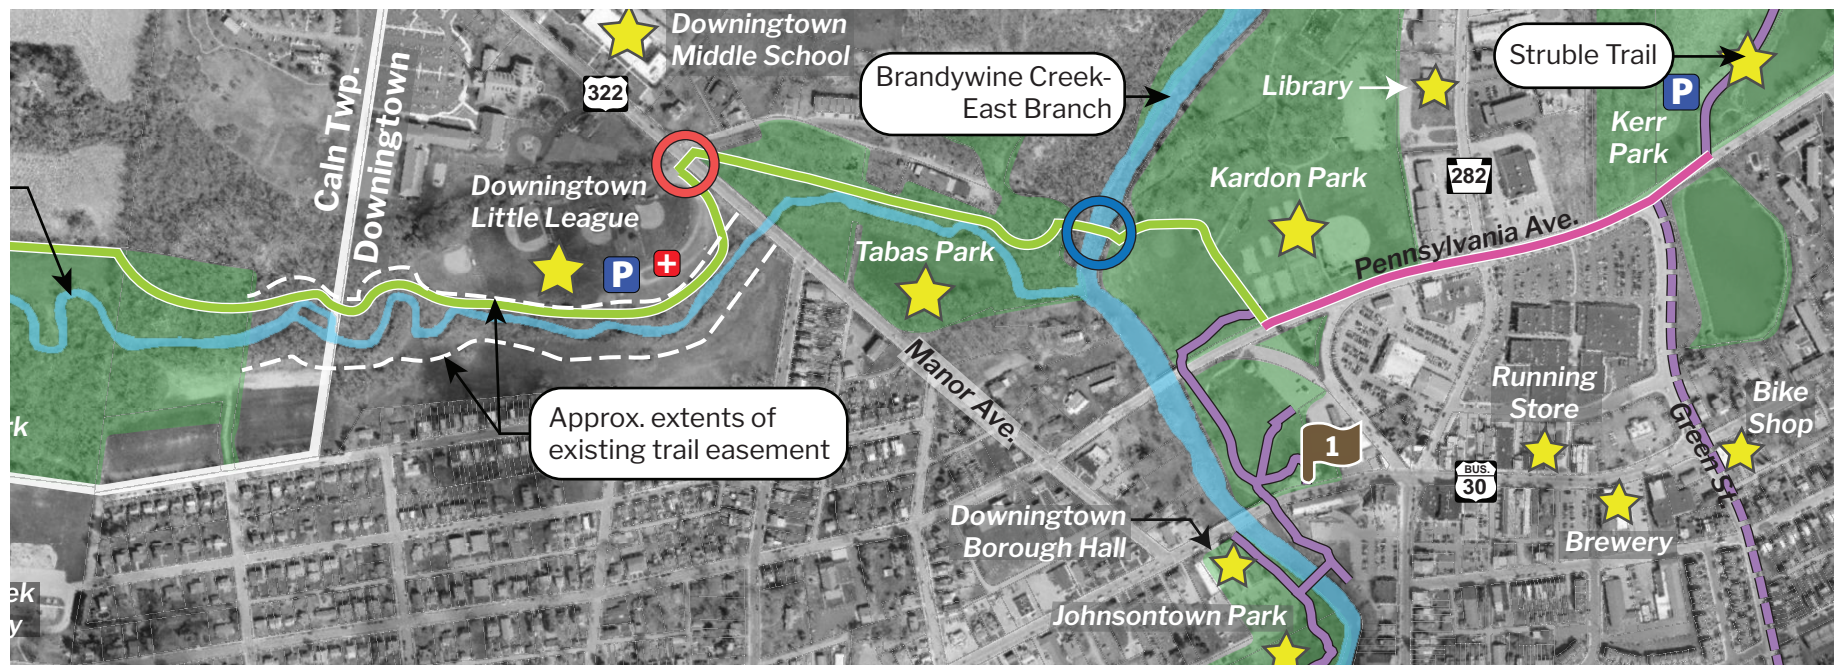 Downingtown
Middle School
322
Caln Twp.
Downingtown
Brandywine Creek-
East Branch
Library
Struble Trail
P
Kerr
Park
282
Kardon Park
Downingtown
Little League
P
+
Tabas Park
Pennsylvania Ave.
Manor Ave.
Approx. extents of
existing trail easement
Running
Store
Bike
Shop
Green St.
1
BUS.
30
Brewery
Downingtown
Borough Hall
Johnsontown Park
rk
ek
y